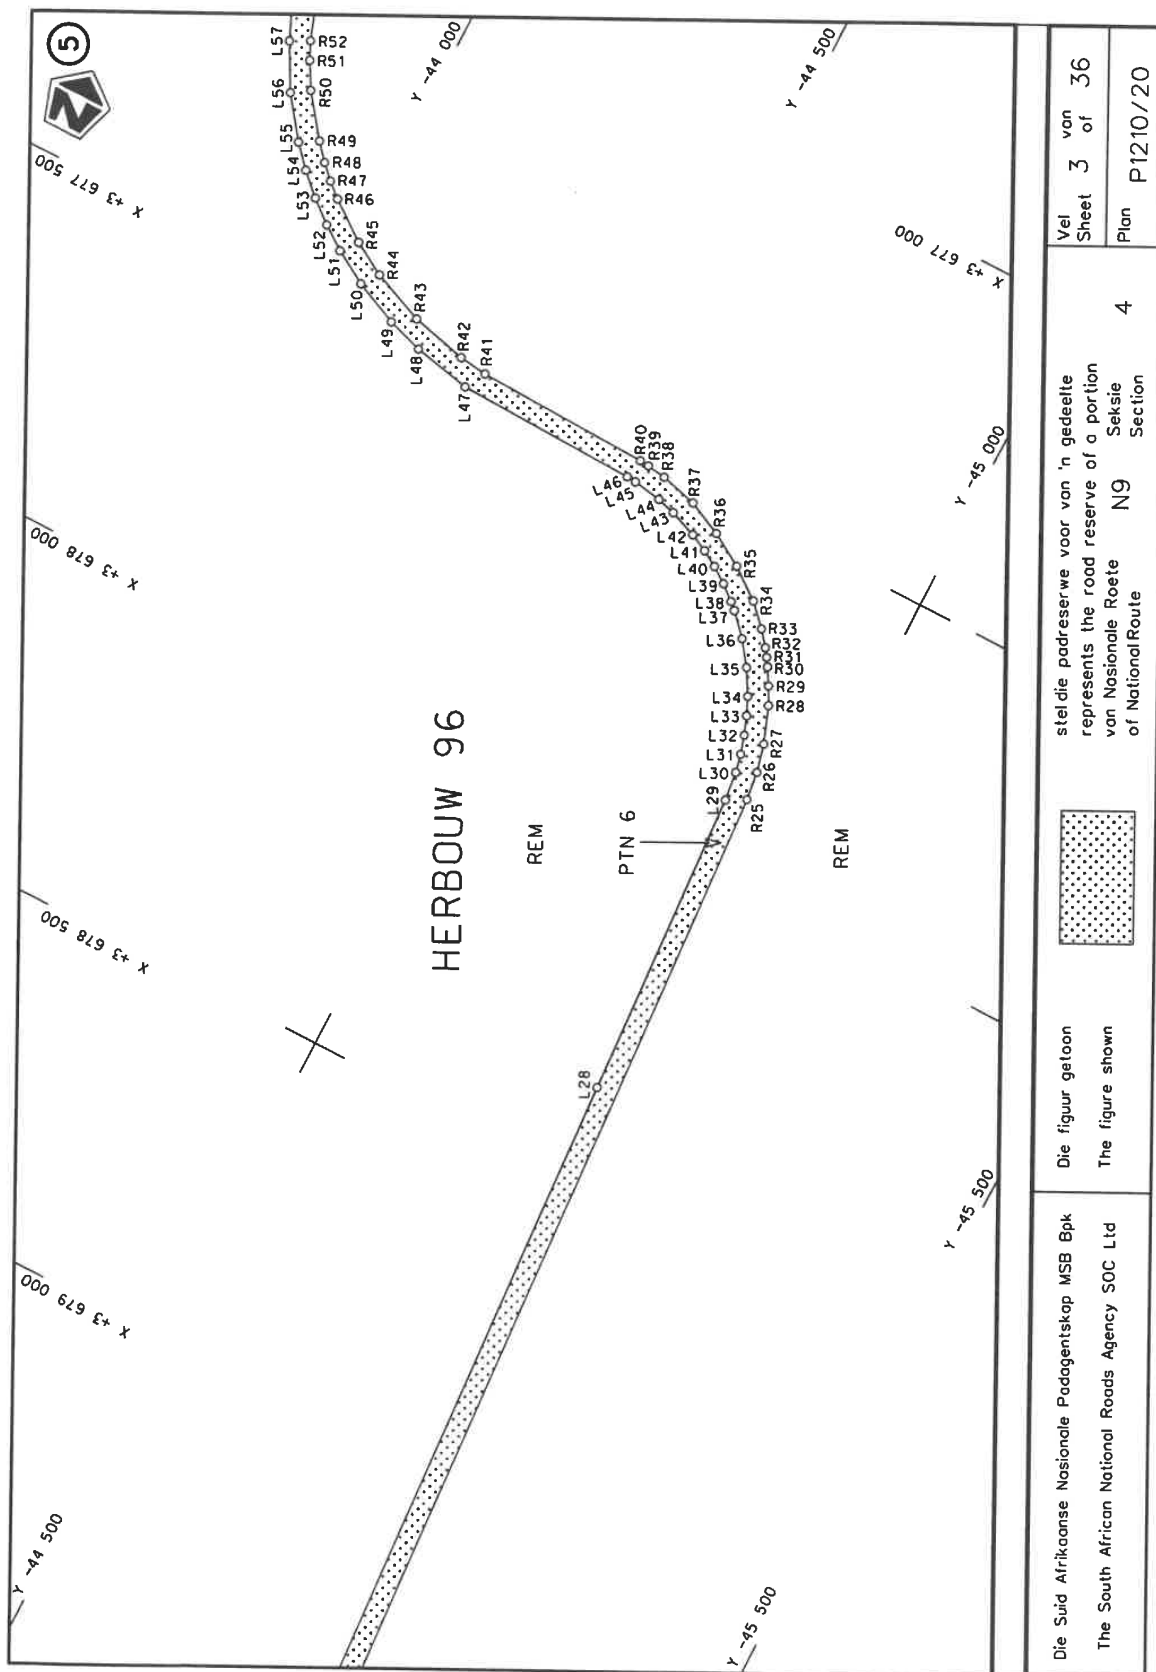 5
N
X +3 677 500
X +3 678 000
X +3 678 500
X +3 679 000
Y -44 500
Y -44 000
Y -44 500
X +3 677 000
Y -45 000
Y -45 500
Y -45 500
HERBOUW 96
REM
PTN 6
REM
L28
L29
L30
L31
L32
L33
L34
L35
L36
L37
L38
L39
L40
L41
L42
L43
L44
L45
L46
L47
L48
L49
L50
L51
L52
L53
L54
L55
L56
L57
R25
R26
R27
R28
R29
R30
R31
R32
R33
R34
R35
R36
R37
R38
R39
R40
R41
R42
R43
R44
R45
R46
R47
R48
R49
R50
R51
R52
Die Suid Afrikaanse Nasionale Padagentskap MSB Bpk
The South African National Roads Agency SOC Ltd
Die figuur getoon
The figure shown
stel die padreserwe voor van 'n gedeelte
represents the road reserve of a portion
van Nasionale Roete N9 Seksie 4
of National Route Section
Vel 3 van 36
Sheet of
Plan P1210/20